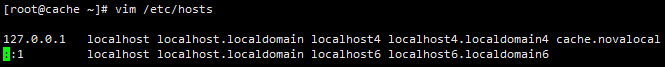 [root@cache ~]# vim /etc/hosts
127.0.0.1   localhost localhost.localdomain localhost4 localhost4.localdomain4 cache.novalocal
::1         localhost localhost.localdomain localhost6 localhost6.localdomain6